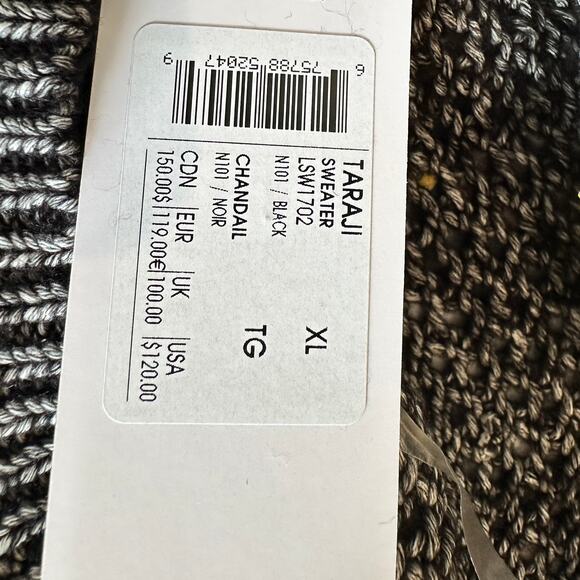 6 75788 52047 9
TARAJI
SWEATER
LSW1702 XL
N101 / BLACK
CHANDAIL TG
N101 / NOIR
CDN |EUR |UK |USA
150.00$|119.00€|100.00 |$120.00